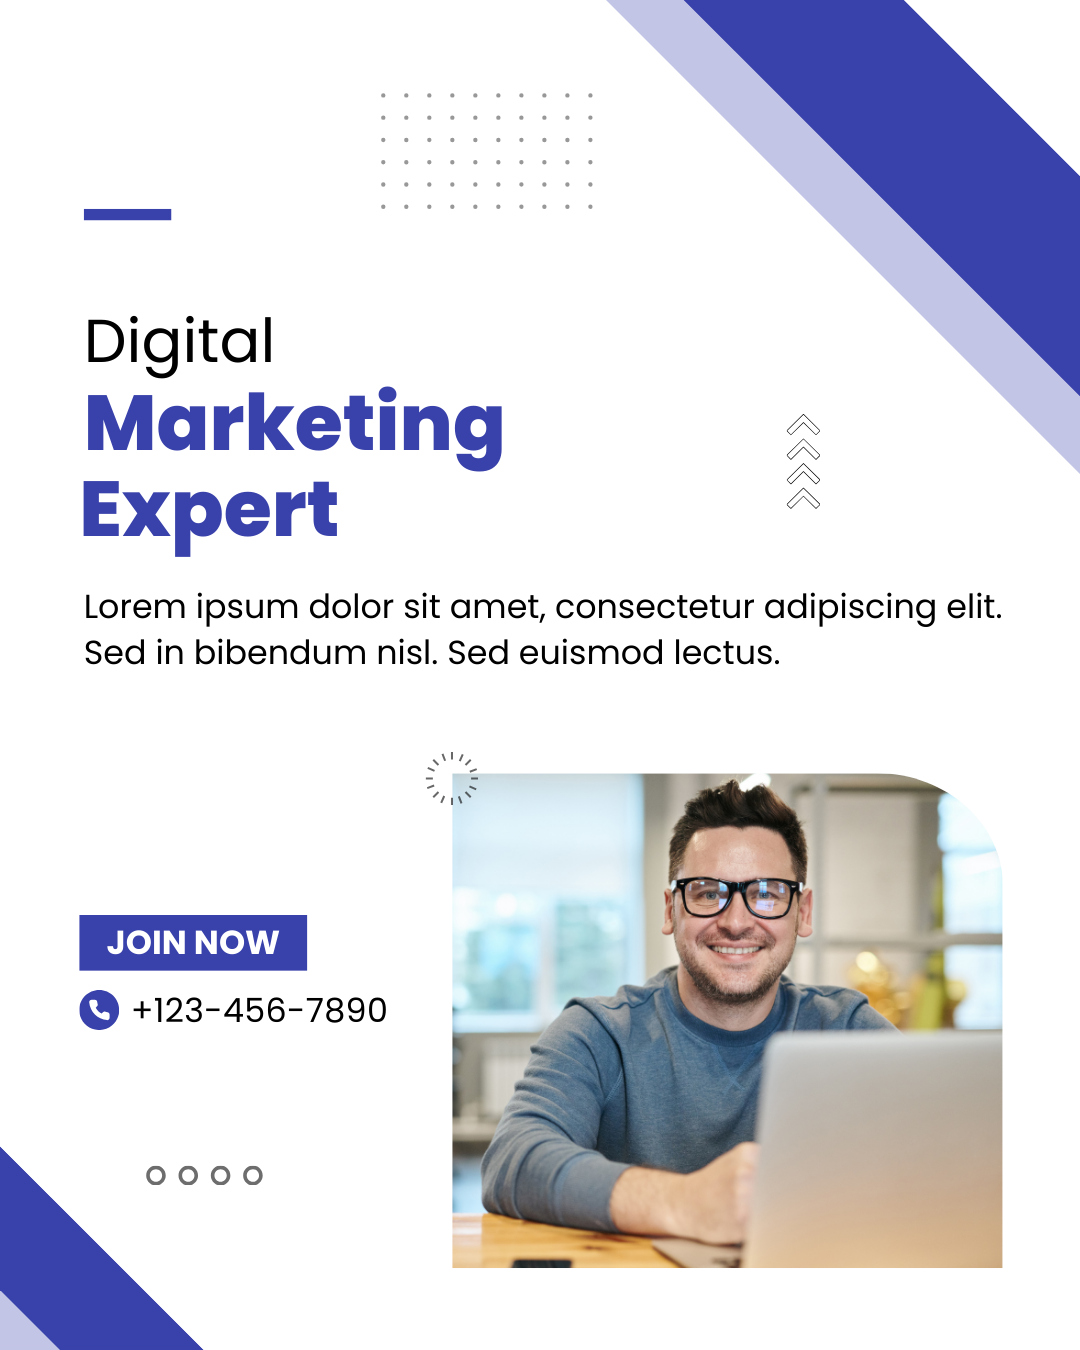 Digital
Marketing
Expert
Lorem ipsum dolor sit amet, consectetur adipiscing elit.
Sed in bibendum nisl. Sed euismod lectus.
JOIN NOW
+123-456-7890